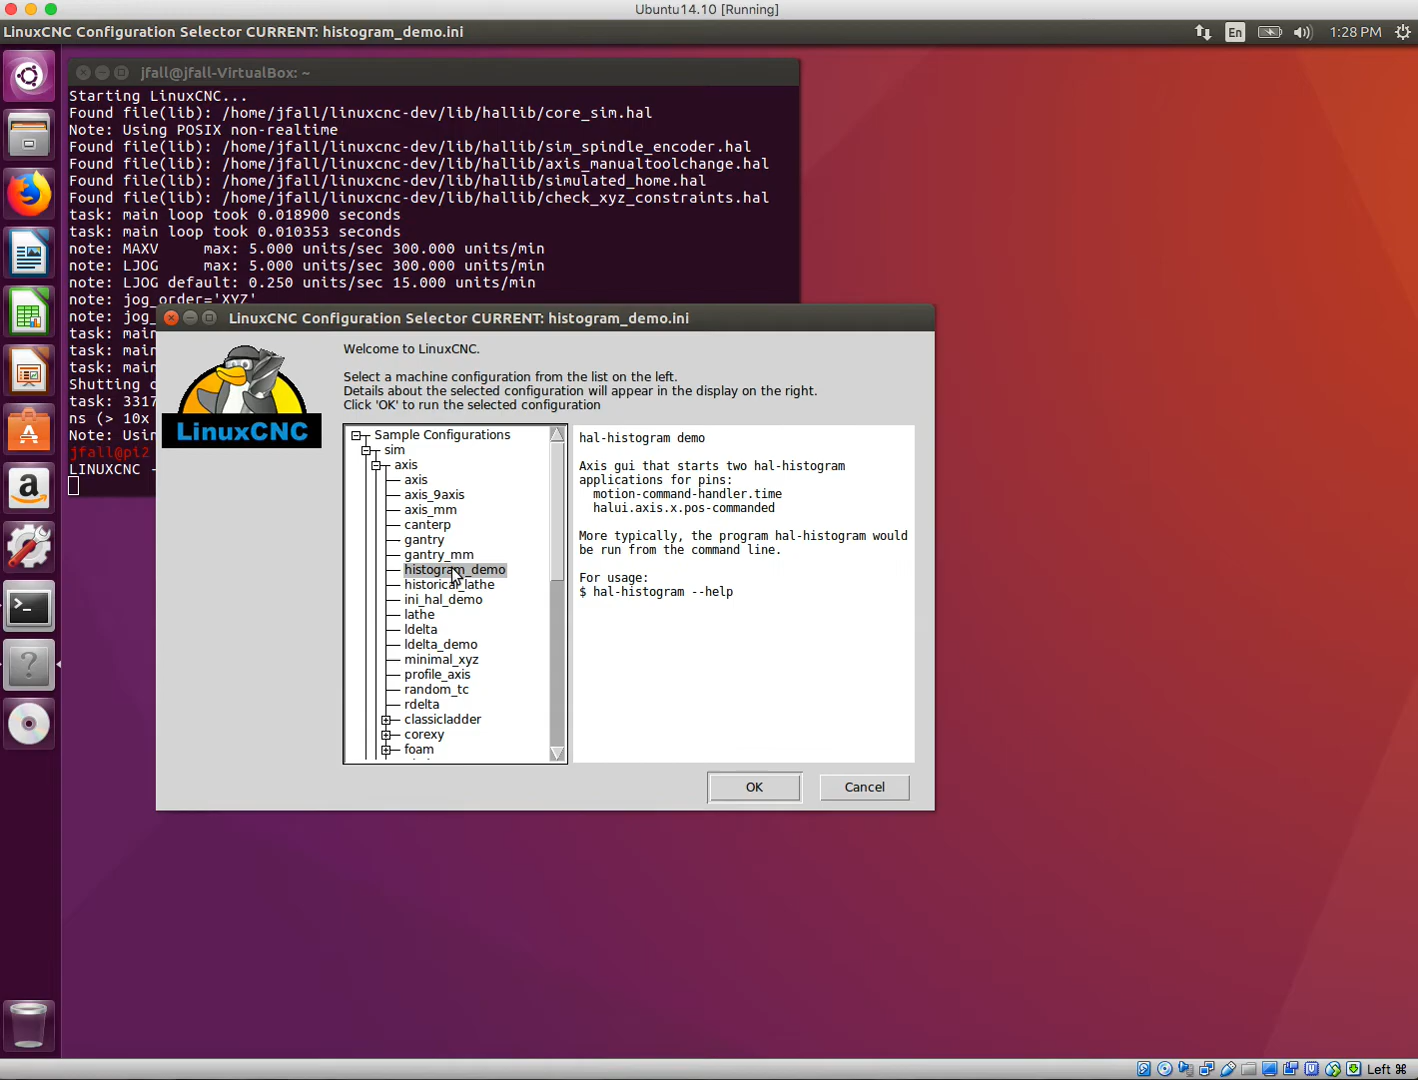 Ubuntu14.10 [Running]
LinuxCNC Configuration Selector CURRENT: histogram_demo.ini
En
1:28 PM
jfall@jfall-VirtualBox: ~
Starting LinuxCNC...
Found file(lib): /home/jfall/linuxcnc-dev/lib/hallib/core_sim.hal
Note: Using POSIX non-realtime
Found file(lib): /home/jfall/linuxcnc-dev/lib/hallib/sim_spindle_encoder.hal
Found file(lib): /home/jfall/linuxcnc-dev/lib/hallib/axis_manualtoolchange.hal
Found file(lib): /home/jfall/linuxcnc-dev/lib/hallib/simulated_home.hal
Found file(lib): /home/jfall/linuxcnc-dev/lib/hallib/check_xyz_constraints.hal
task: main loop took 0.018900 seconds
task: main loop took 0.010353 seconds
note: MAXV     max: 5.000 units/sec 300.000 units/min
note: LJOG     max: 5.000 units/sec 300.000 units/min
note: LJOG default: 0.250 units/sec 15.000 units/min
note: jog_order='XYZ'
note: jog_
task: main
task: main
task: main
Shutting
task: 3317
ns (> 10x
Note: Usin
jfall@pi2
LINUXCNC -
LinuxCNC Configuration Selector CURRENT: histogram_demo.ini
LinuxCNC
Welcome to LinuxCNC.
Select a machine configuration from the list on the left.
Details about the selected configuration will appear in the display on the right.
Click 'OK' to run the selected configuration
Sample Configurations
sim
axis
axis
axis_9axis
axis_mm
canterp
gantry
gantry_mm
histogram_demo
historical_lathe
ini_hal_demo
lathe
ldelta
ldelta_demo
minimal_xyz
profile_axis
random_tc
rdelta
classicladder
corexy
foam
hal-histogram demo
Axis gui that starts two hal-histogram
applications for pins:
motion-command-handler.time
halui.axis.x.pos-commanded
More typically, the program hal-histogram would
be run from the command line.
For usage:
$ hal-histogram --help
OK
Cancel
Left ⌘